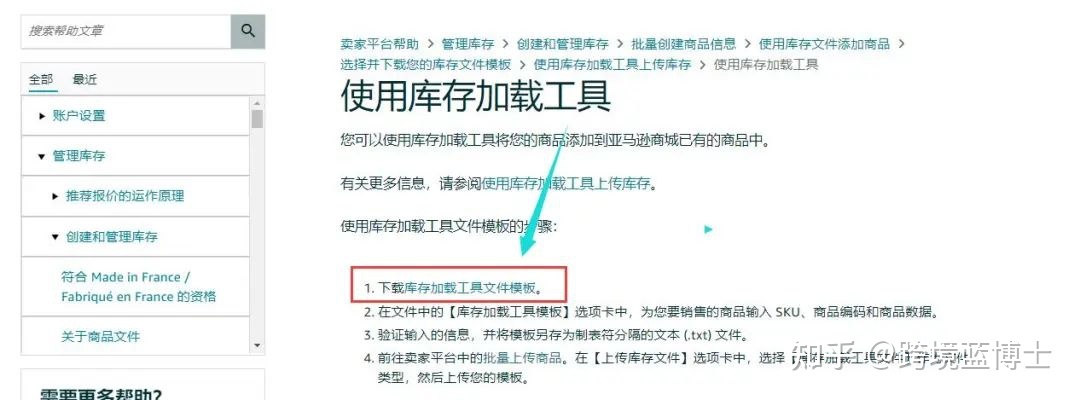 搜索帮助文章
全部 最近
账户设置
管理库存
推荐报价的运作原理
创建和管理库存
符合 Made in France /
Fabriqué en France 的资格
关于商品文件
需要更多帮助?
卖家平台帮助 > 管理库存 > 创建和管理库存 > 批量创建商品信息 > 使用库存文件添加商品 >
选择并下载您的库存文件模板 > 使用库存加载工具上传库存 > 使用库存加载工具
使用库存加载工具
您可以使用库存加载工具将您的商品添加到亚马逊商城已有的商品中。
有关更多信息，请参阅使用库存加载工具上传库存。
使用库存加载工具文件模板的步骤:
1. 下载库存加载工具文件模板。
2. 在文件中的【库存加载工具模板】选项卡中，为您要销售的商品输入 SKU、商品编码和商品数据。
3. 验证输入的信息，并将模板另存为制表符分隔的文本 (.txt) 文件。
4. 前往卖家平台中的批量上传商品。在【上传库存文件】选项卡中，选择
类型，然后上传您的模板。
知乎 @跨境蓝博士